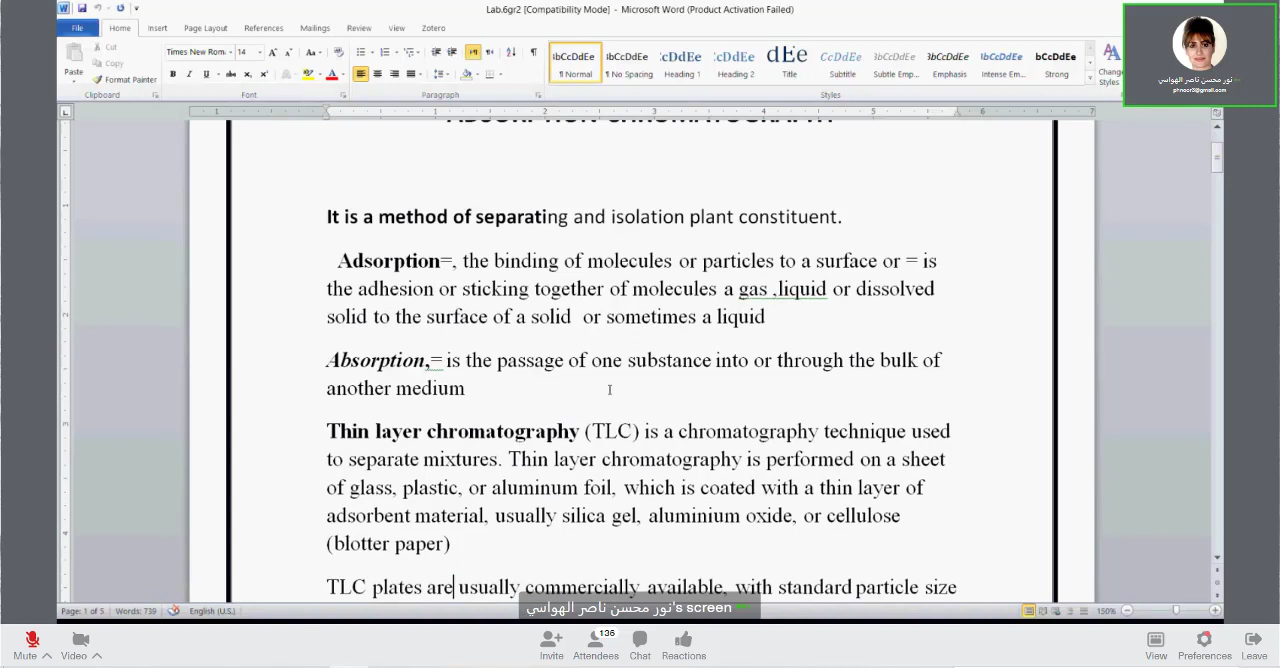 Lab.6gr2 [Compatibility Mode] - Microsoft Word (Product Activation Failed)
File Home Insert Page Layout References Mailings Review View Zotero
Paste
Cut
Copy
Format Painter
Clipboard
Times New Rom 14
Font
Paragraph
AaBbCcDdEe
¶ Normal
¶ No Spacing
Heading 1
Heading 2
Title
Subtitle
Subtle Emp...
Emphasis
Intense Em...
Strong
Change
Styles
Styles
نور محسن ناصر الهواسي
phnoor3@gmail.com
ADSORPTION CHROMATOGRAPHY
It is a method of separating and isolation plant constituent.
Adsorption=, the binding of molecules or particles to a surface or = is
the adhesion or sticking together of molecules a gas ,liquid or dissolved
solid to the surface of a solid or sometimes a liquid
Absorption,= is the passage of one substance into or through the bulk of
another medium
Thin layer chromatography (TLC) is a chromatography technique used
to separate mixtures. Thin layer chromatography is performed on a sheet
of glass, plastic, or aluminum foil, which is coated with a thin layer of
adsorbent material, usually silica gel, aluminium oxide, or cellulose
(blotter paper)
TLC plates are usually commercially available, with standard particle size
نور محسن ناصر الهواسي's screen
Page: 1 of 5 Words: 739 English (U.S.) 150%
Mute Video Invite Attendees 136 Chat Reactions View Preferences Leave